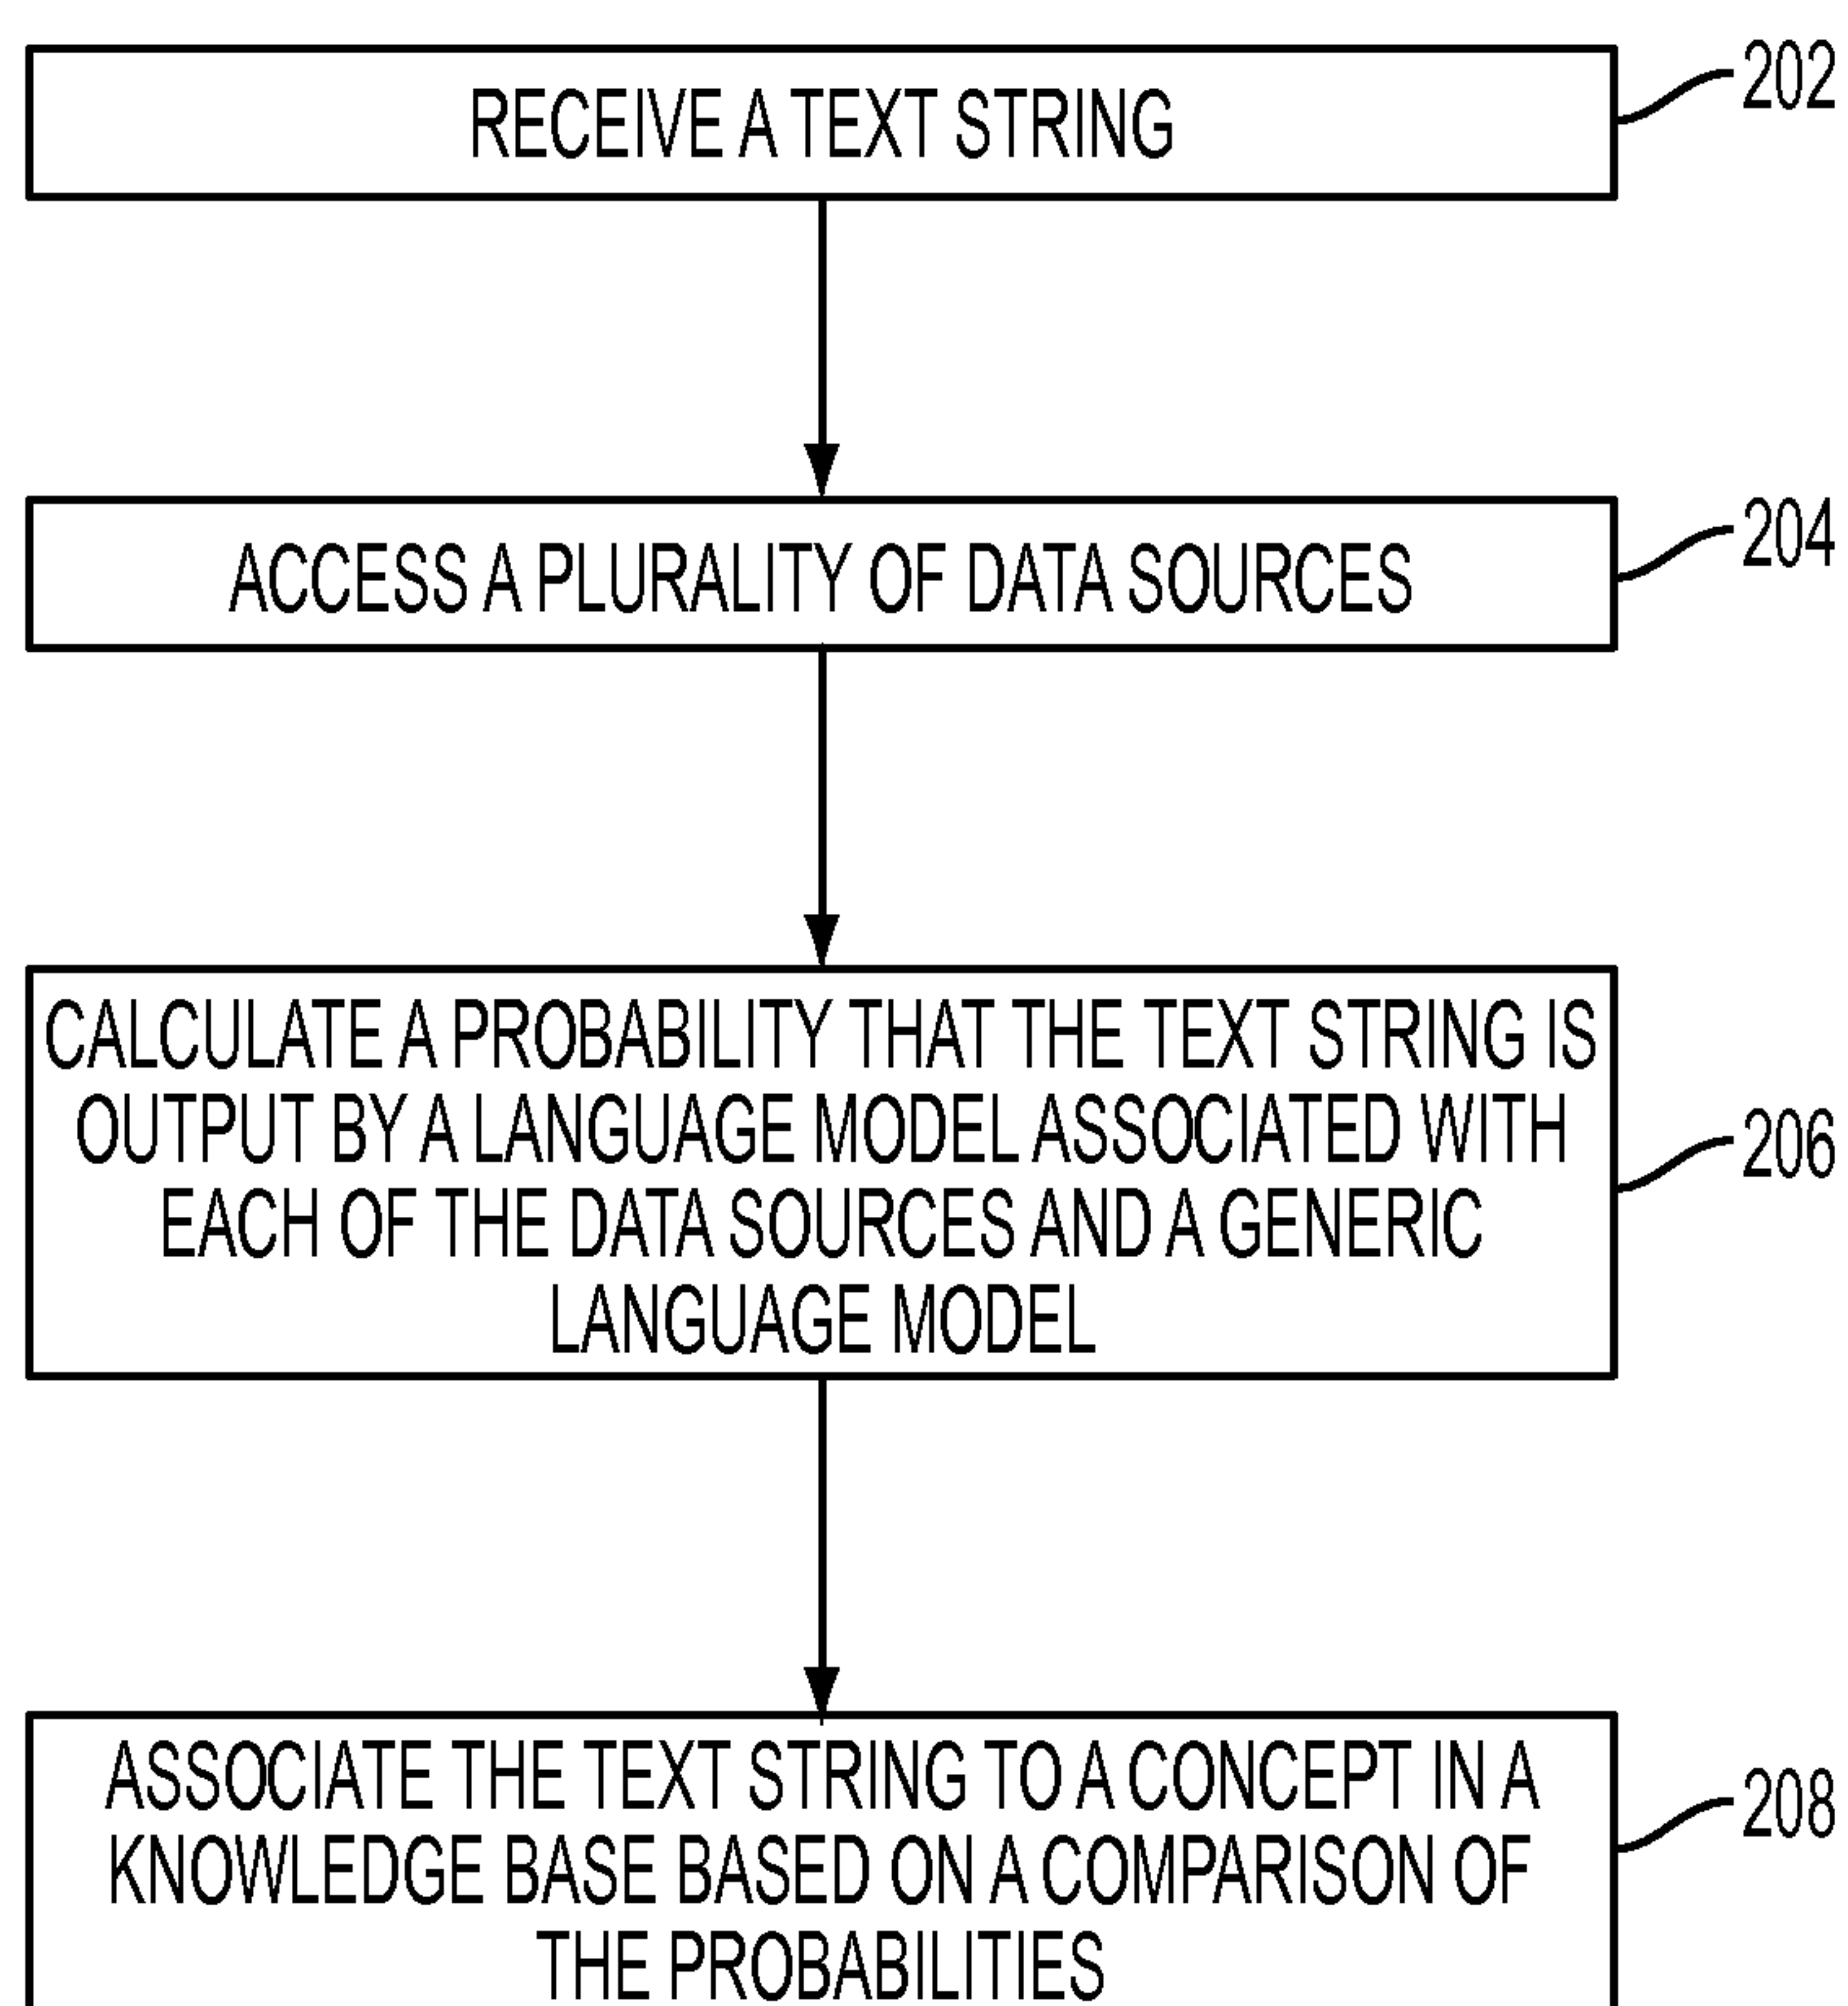 RECEIVE A TEXT STRING
202
ACCESS A PLURALITY OF DATA SOURCES
204
CALCULATE A PROBABILITY THAT THE TEXT STRING IS
OUTPUT BY A LANGUAGE MODEL ASSOCIATED WITH
EACH OF THE DATA SOURCES AND A GENERIC
LANGUAGE MODEL
206
ASSOCIATE THE TEXT STRING TO A CONCEPT IN A
KNOWLEDGE BASE BASED ON A COMPARISON OF
THE PROBABILITIES
208